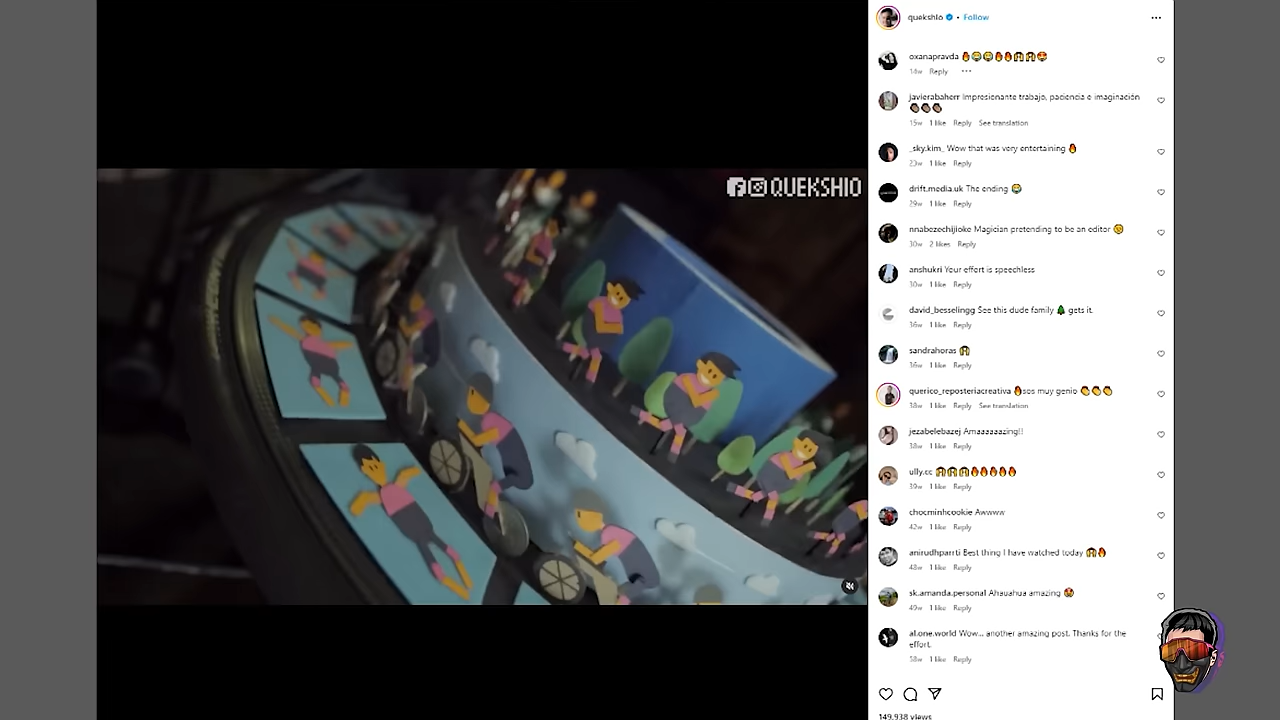 quekshio • Follow
QUEKSHIO
oxanapravda 🔥😂😂🔥🔥🙌🙌😍
14w Reply
javierabaherr Impresionante trabajo, paciencia e imaginación
👏🏽👏🏽👏🏽
15w 1 like Reply See translation
_sky.kim_ Wow that was very entertaining 🔥
23w 1 like Reply
drift.media.uk The ending 😂
29w 1 like Reply
nnabezechijioke Magician pretending to be an editor
30w 2 likes Reply
anshukri Your effort is speechless
30w 1 like Reply
david_besselingg See this dude family 🌲 gets it.
36w 1 like Reply
sandrahoras 🙌
36w 1 like Reply
querico_reposteriacreativa 🔥sos muy genio 👏👏👏
38w 1 like Reply See translation
jezabelebazej Amaaaaaazing!!
38w 1 like Reply
ully.cc 🙌🙌🙌🔥🔥🔥🔥🔥
39w 1 like Reply
chocminhcookie Awwww
42w 1 like Reply
anirudhparrti Best thing I have watched today 🙌🔥
48w 1 like Reply
sk.amanda.personal Ahauahua amazing 😍
49w 1 like Reply
al.one.world Wow... another amazing post. Thanks for the
effort.
58w 1 like Reply
149,938 views